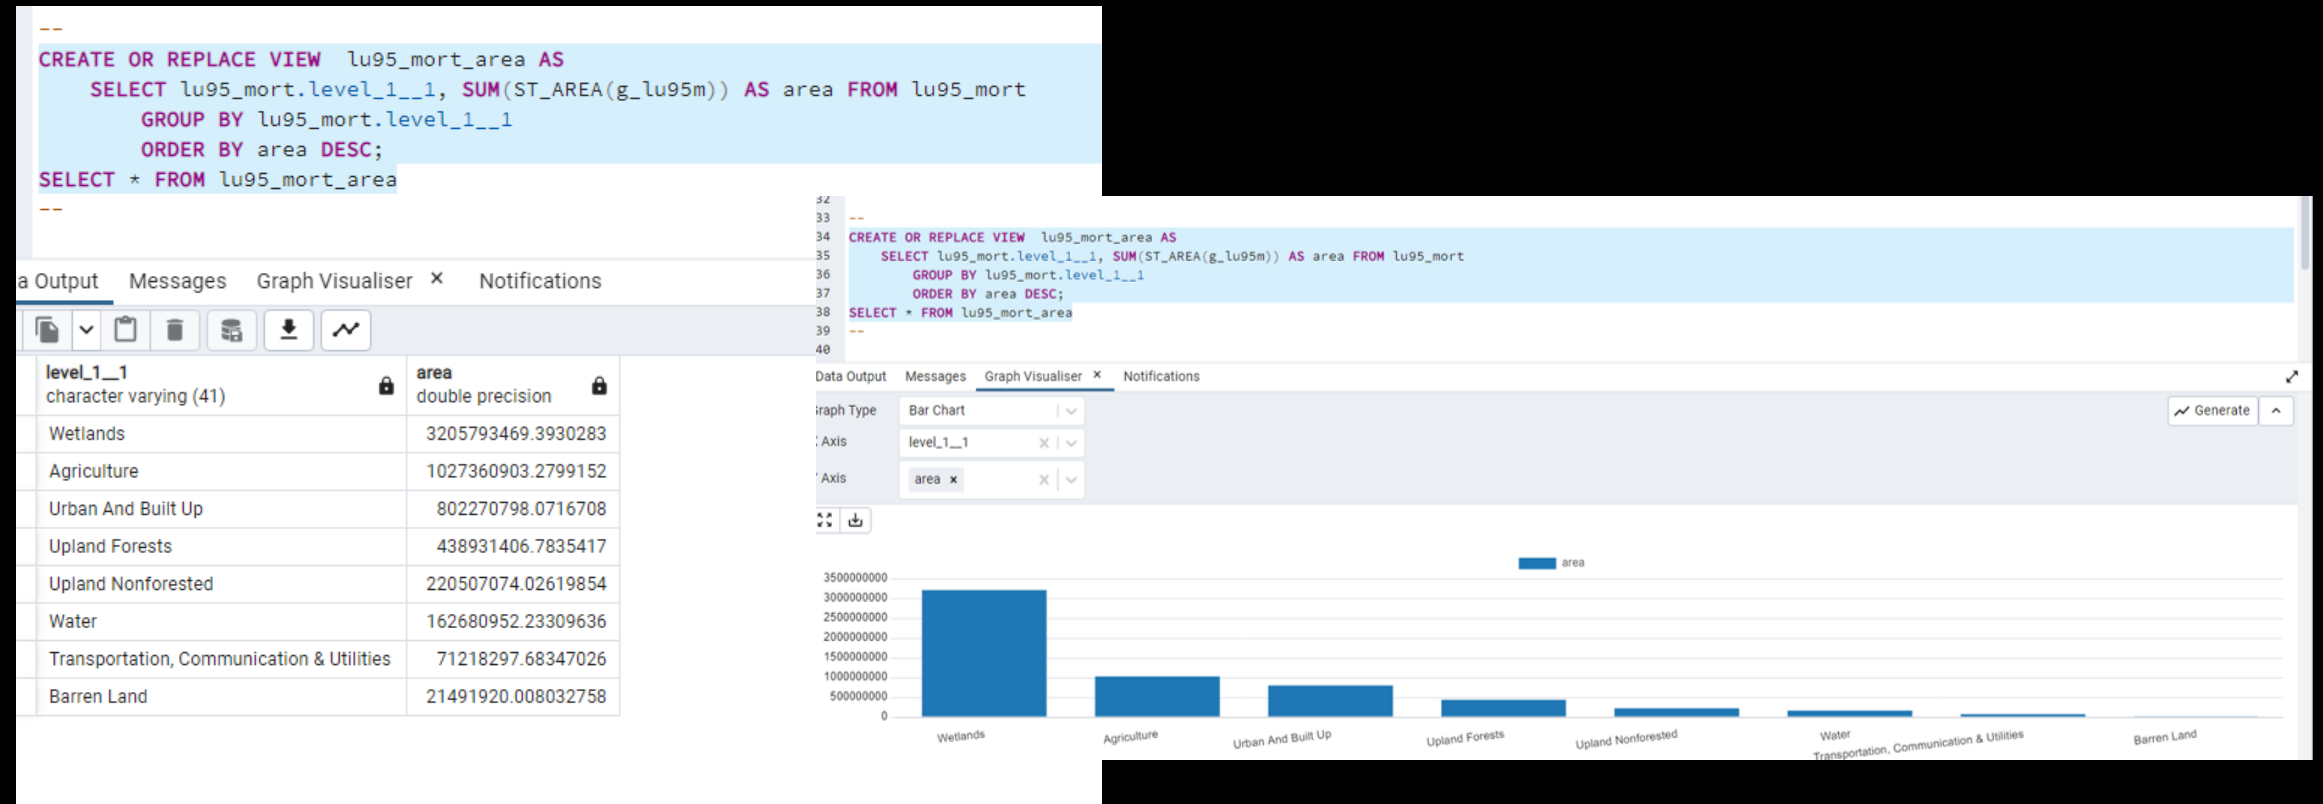 --
CREATE OR REPLACE VIEW  lu95_mort_area AS
SELECT lu95_mort.level_1__1, SUM(ST_AREA(g_lu95m)) AS area FROM lu95_mort
GROUP BY lu95_mort.level_1__1
ORDER BY area DESC;
SELECT * FROM lu95_mort_area
--
a Output Messages Graph Visualiser × Notifications
level_1__1 area
character varying (41) double precision
Wetlands 3205793469.3930283
Agriculture 1027360903.2799152
Urban And Built Up 802270798.0716708
Upland Forests 438931406.7835417
Upland Nonforested 220507074.02619854
Water 162680952.23309636
Transportation, Communication & Utilities 71218297.68347026
Barren Land 21491920.008032758
32
33 --
34 CREATE OR REPLACE VIEW  lu95_mort_area AS
35 SELECT lu95_mort.level_1__1, SUM(ST_AREA(g_lu95m)) AS area FROM lu95_mort
36 GROUP BY lu95_mort.level_1__1
37 ORDER BY area DESC;
38 SELECT * FROM lu95_mort_area
39 --
40
Data Output Messages Graph Visualiser × Notifications
Graph Type Bar Chart Generate
Axis level_1__1
Axis area ×
area
3500000000
3000000000
2500000000
2000000000
1500000000
1000000000
500000000
0
Wetlands
Agriculture
Urban And Built Up
Upland Forests
Upland Nonforested
Water
Transportation, Communication & Utilities
Barren Land